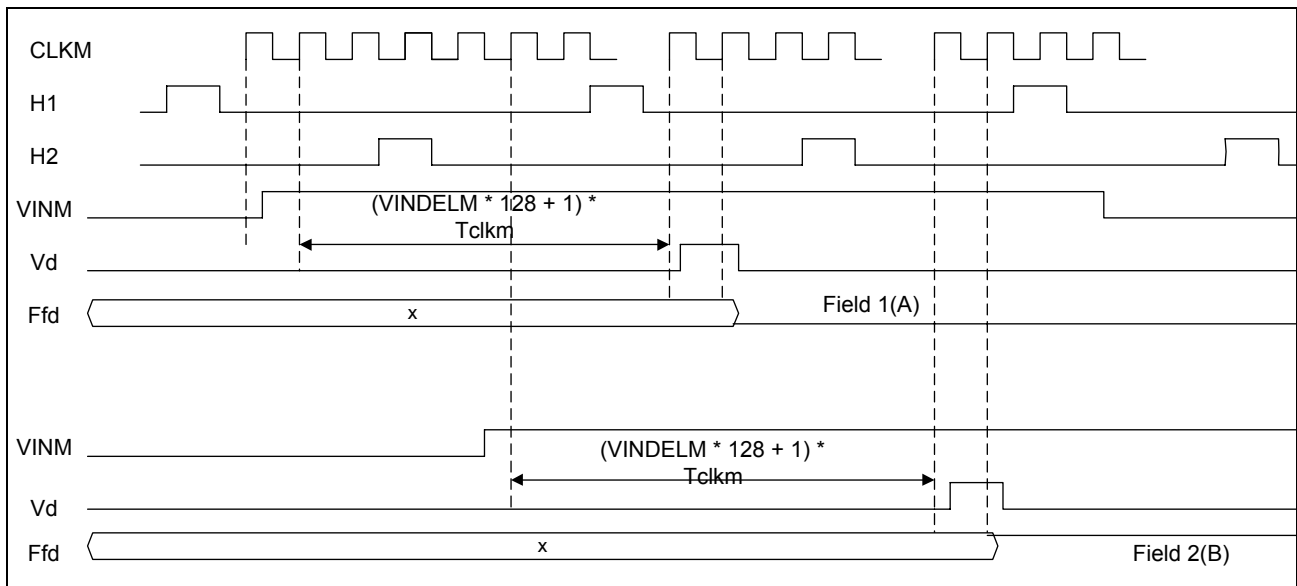 CLKM
H1
H2
VINM
(VINDELM * 128 + 1) *
Tclkm
Vd
Ffd
x
Field 1(A)
VINM
(VINDELM * 128 + 1) *
Tclkm
Vd
Ffd
x
Field 2(B)